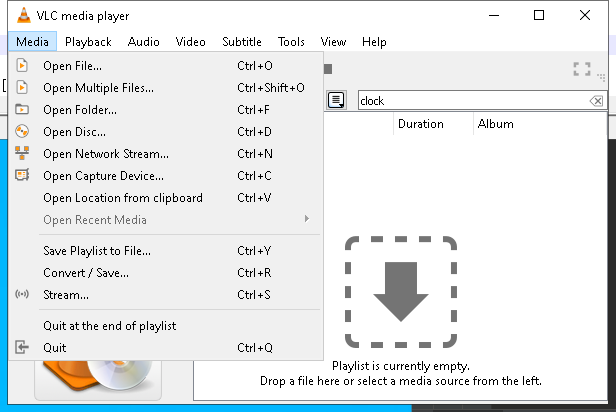 VLC media player
Media Playback Audio Video Subtitle Tools View Help
Open File... Ctrl+O
Open Multiple Files... Ctrl+Shift+O
Open Folder... Ctrl+F
Open Disc... Ctrl+D
Open Network Stream... Ctrl+N
Open Capture Device... Ctrl+C
Open Location from clipboard Ctrl+V
Open Recent Media
Save Playlist to File... Ctrl+Y
Convert / Save... Ctrl+R
Stream... Ctrl+S
Quit at the end of playlist
Quit Ctrl+Q
clock
Duration Album
Playlist is currently empty.
Drop a file here or select a media source from the left.